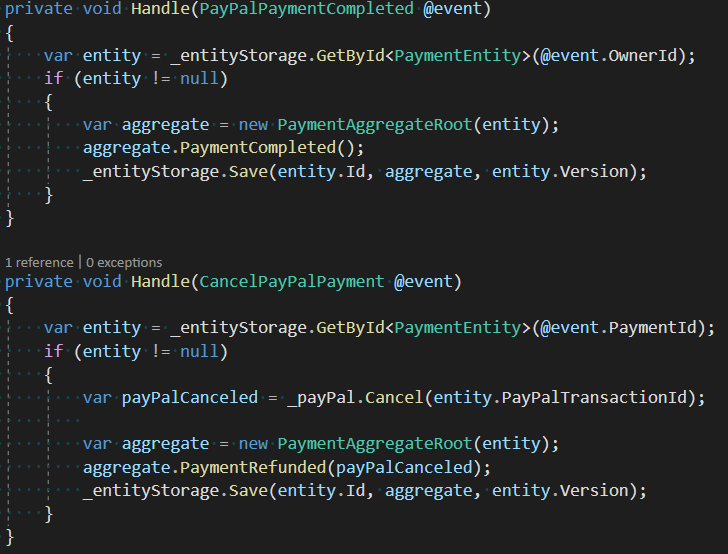 private void Handle(PayPalPaymentCompleted @event)
{
    var entity = _entityStorage.GetById<PaymentEntity>(@event.OwnerId);
    if (entity != null)
    {
        var aggregate = new PaymentAggregateRoot(entity);
        aggregate.PaymentCompleted();
        _entityStorage.Save(entity.Id, aggregate, entity.Version);
    }
}
1 reference | 0 exceptions
private void Handle(CancelPayPalPayment @event)
{
    var entity = _entityStorage.GetById<PaymentEntity>(@event.PaymentId);
    if (entity != null)
    {
        var payPalCanceled = _payPal.Cancel(entity.PayPalTransactionId);
        var aggregate = new PaymentAggregateRoot(entity);
        aggregate.PaymentRefunded(payPalCanceled);
        _entityStorage.Save(entity.Id, aggregate, entity.Version);
    }
}